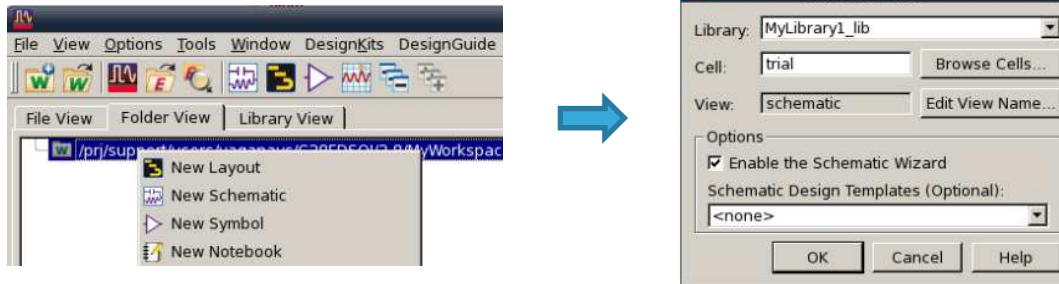 File View Options Tools Window DesignKits DesignGuide
File View Folder View Library View
New Layout
New Schematic
New Symbol
New Notebook
Library: MyLibrary1_lib
Cell: trial Browse Cells...
View: schematic Edit View Name...
Options
Enable the Schematic Wizard
Schematic Design Templates (Optional):
<none>
OK Cancel Help